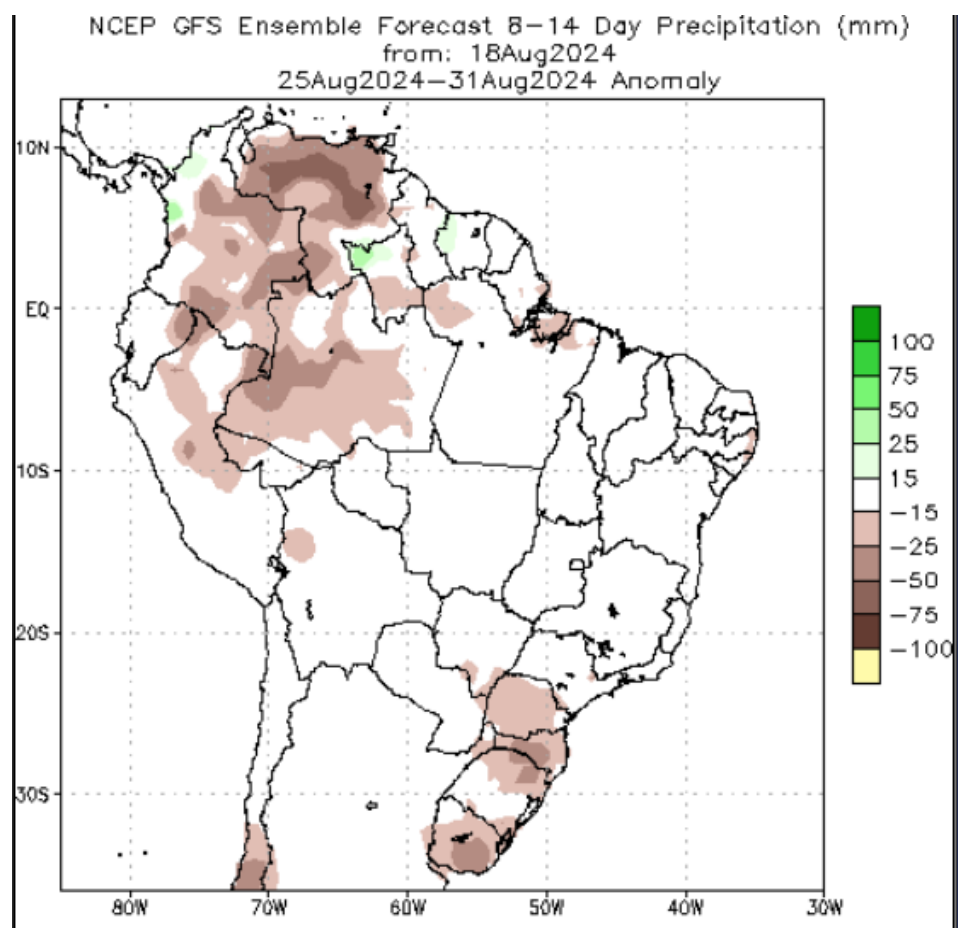 NCEP GFS Ensemble Forecast 8-14 Day Precipitation (mm)
from: 18Aug2024
25Aug2024-31Aug2024 Anomaly
10N
EQ
10S
20S
30S
80W
70W
60W
50W
40W
30W
100
75
50
25
15
-15
-25
-50
-75
-100